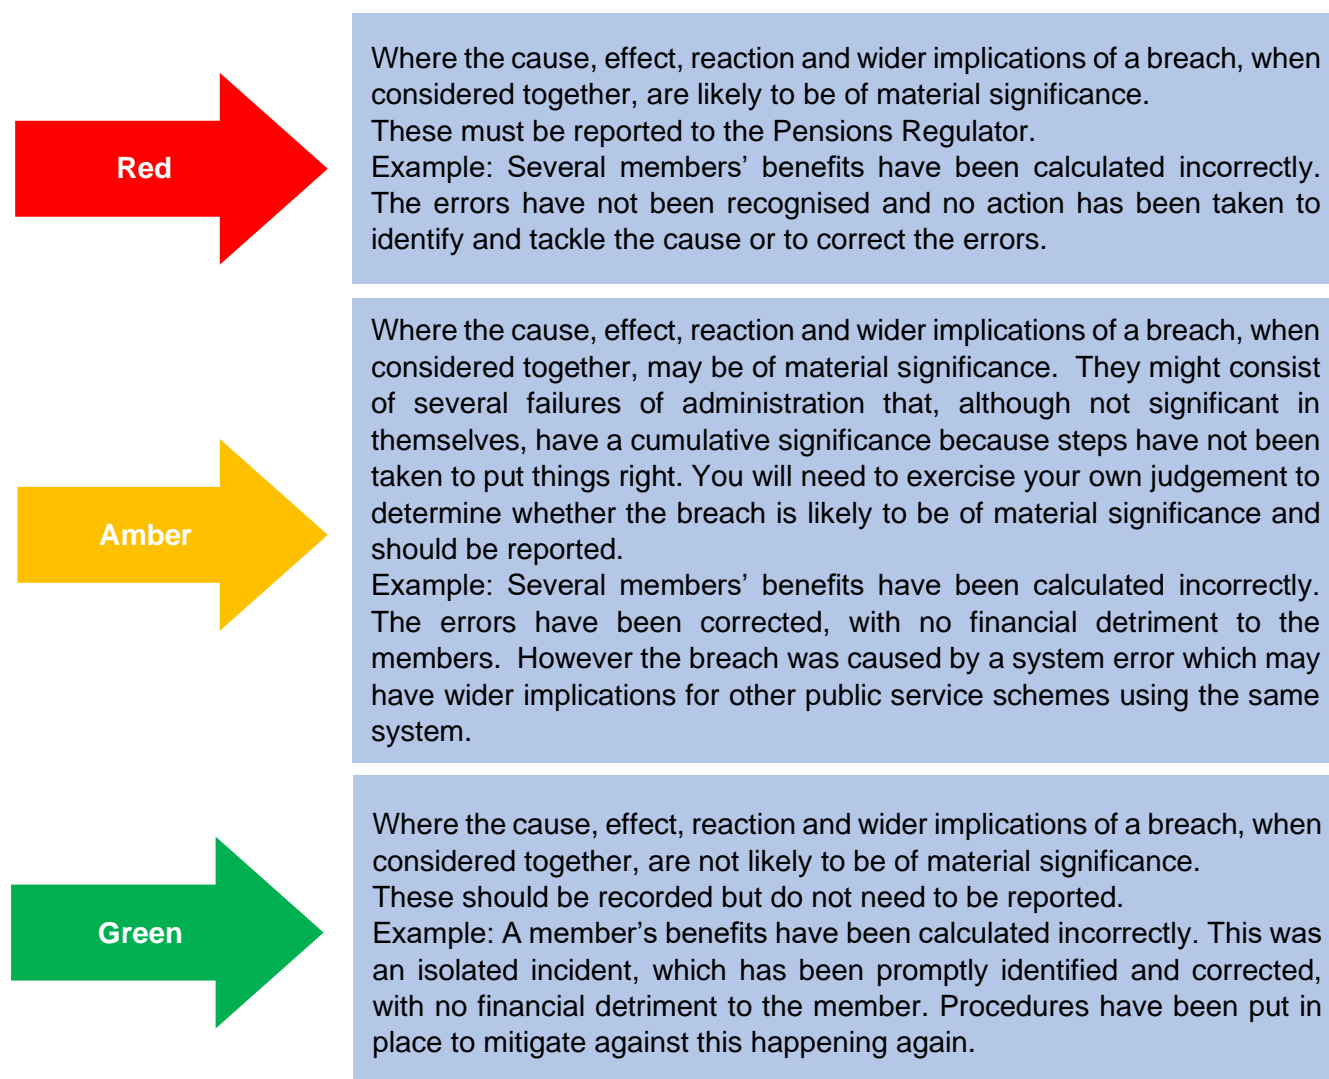 Where the cause, effect, reaction and wider implications of a breach, when
considered together, are likely to be of material significance.
These must be reported to the Pensions Regulator.
Red
Example: Several members’ benefits have been calculated incorrectly.
The errors have not been recognised and no action has been taken to
identify and tackle the cause or to correct the errors.
Where the cause, effect, reaction and wider implications of a breach, when
considered together, may be of material significance.  They might consist
of several failures of administration that, although not significant in
themselves, have a cumulative significance because steps have not been
taken to put things right. You will need to exercise your own judgement to
determine whether the breach is likely to be of material significance and
Amber
should be reported.
Example: Several members’ benefits have been calculated incorrectly.
The errors have been corrected, with no financial detriment to the
members.  However the breach was caused by a system error which may
have wider implications for other public service schemes using the same
system.
Where the cause, effect, reaction and wider implications of a breach, when
considered together, are not likely to be of material significance.
These should be recorded but do not need to be reported.
Green
Example: A member’s benefits have been calculated incorrectly. This was
an isolated incident, which has been promptly identified and corrected,
with no financial detriment to the member. Procedures have been put in
place to mitigate against this happening again.